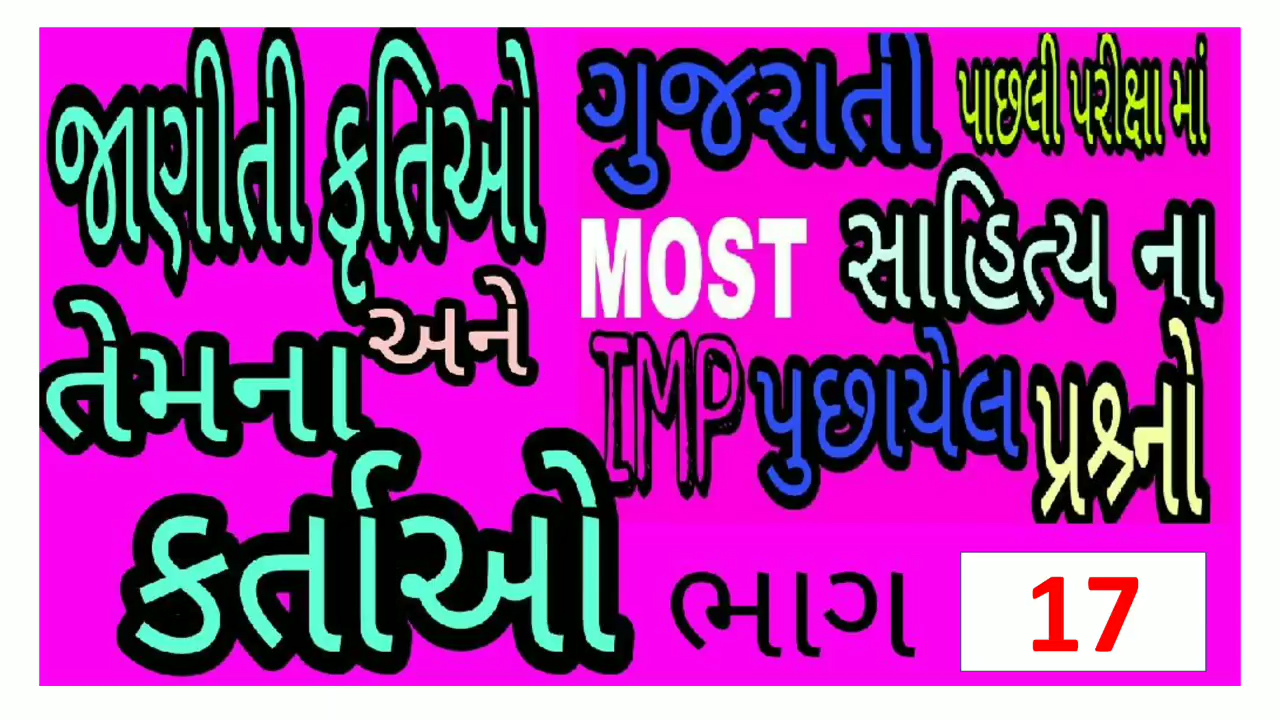 જાણીતી કૃતિઓ
અને
તેમના
કર્તાઓ
ગુજરાતી પાછલી પરીક્ષા માં
MOST સાહિત્ય ના
IMP પુછાયેલ પ્રશ્નો
ભાગ 17